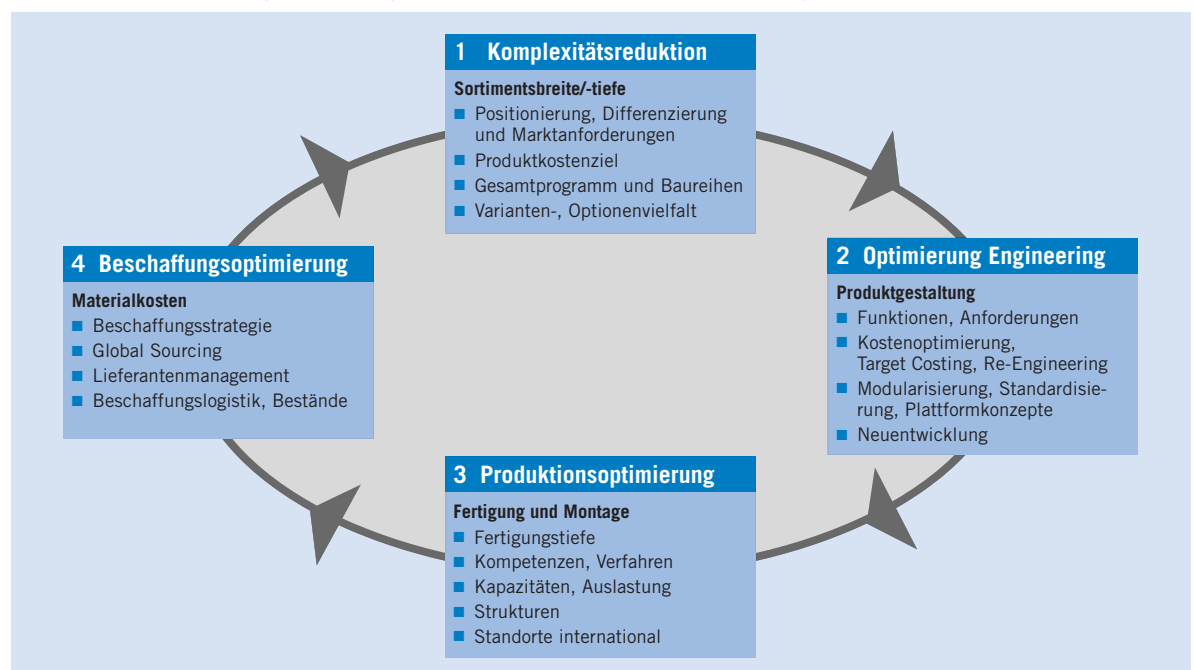 1 Komplexitätsreduktion
Sortimentsbreite/-tiefe
■ Positionierung, Differenzierung
und Marktanforderungen
■ Produktkostenziel
■ Gesamtprogramm und Baureihen
■ Varianten-, Optionenvielfalt
2 Optimierung Engineering
Produktgestaltung
■ Funktionen, Anforderungen
■ Kostenoptimierung,
Target Costing, Re-Engineering
■ Modularisierung, Standardisie-
rung, Plattformkonzepte
■ Neuentwicklung
3 Produktionsoptimierung
Fertigung und Montage
■ Fertigungstiefe
■ Kompetenzen, Verfahren
■ Kapazitäten, Auslastung
■ Strukturen
■ Standorte international
4 Beschaffungsoptimierung
Materialkosten
■ Beschaffungsstrategie
■ Global Sourcing
■ Lieferantenmanagement
■ Beschaffungslogistik, Bestände